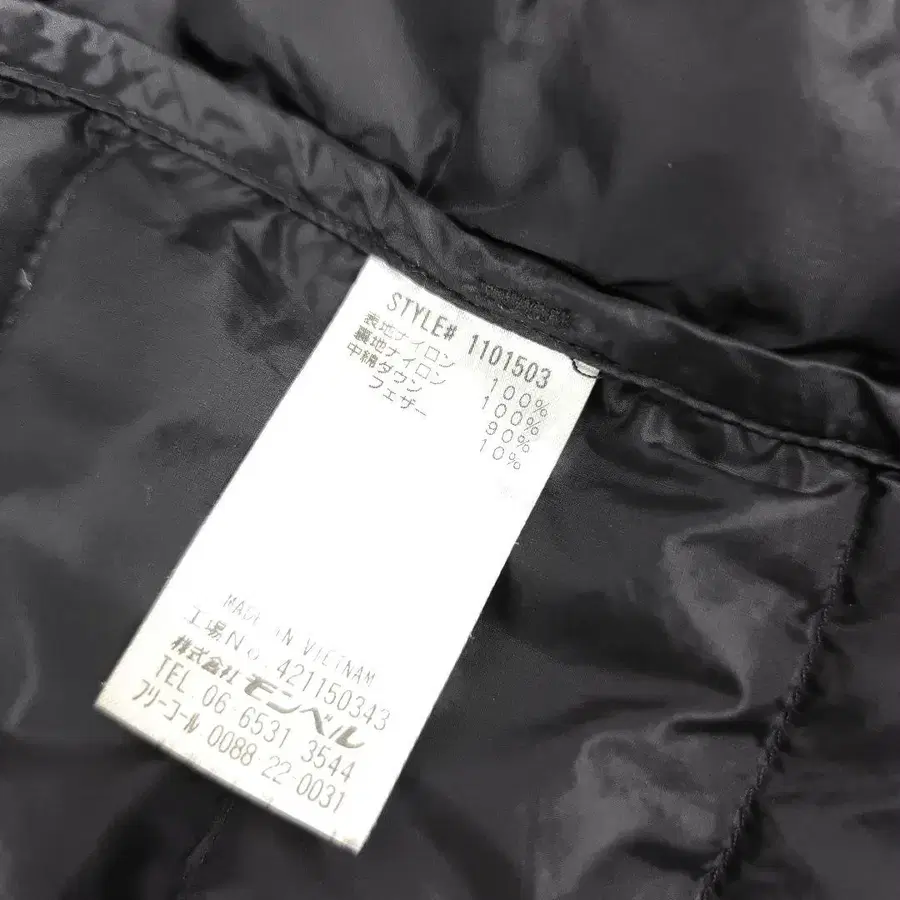 STYLE# 1101503
表地ナイロン 100%
裏地ナイロン 100%
中綿ダウン 90%
フェザー 10%
MADE IN VIETNAM
工場No. 421150343
株式会社 モンベル
TEL. 06-6531 3544
フリーコール 0088-22-0031